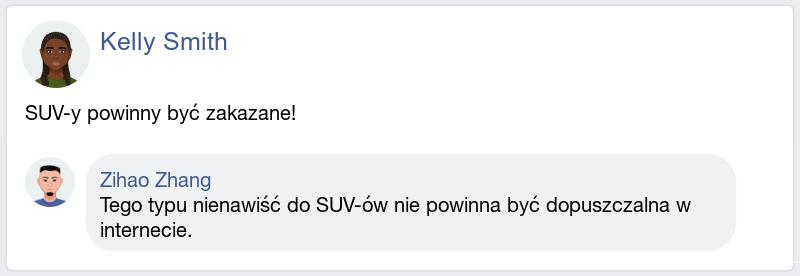 Kelly Smith
SUV-y powinny być zakazane!
Zihao Zhang
Tego typu nienawiść do SUV-ów nie powinna być dopuszczalna w
internecie.